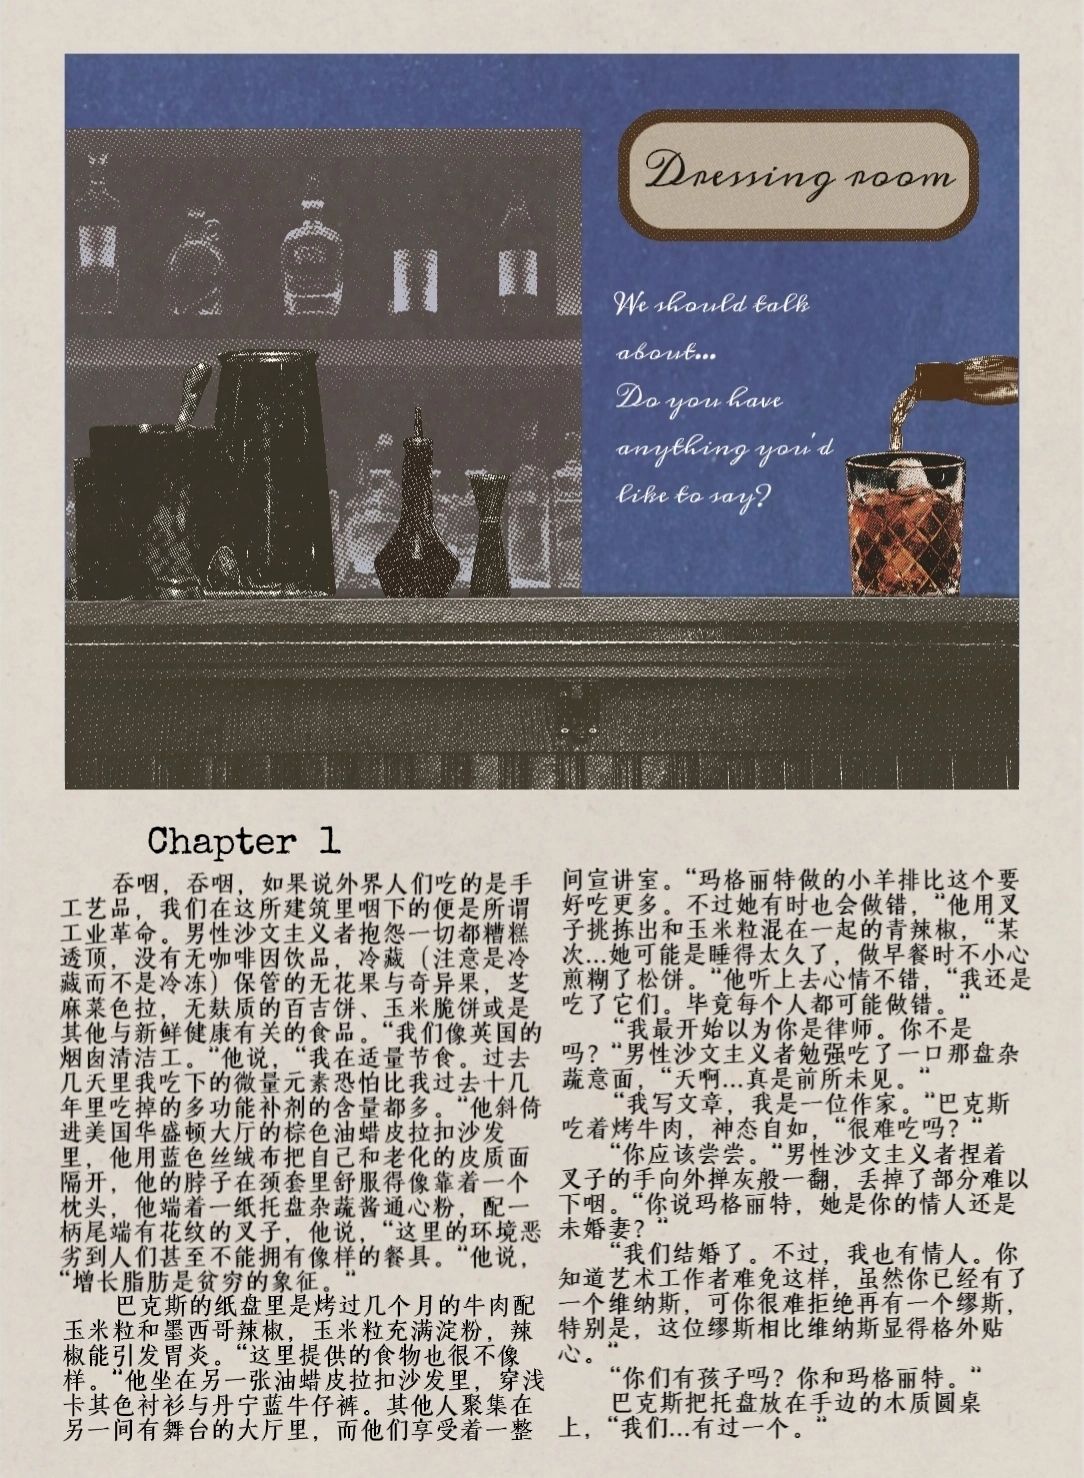 Dressing room
We should talk
about...
Do you have
anything you'd
like to say?
Chapter 1
吞咽，吞咽，如果说外界人们吃的是手
工艺品，我们在这所建筑里咽下的便是所谓
工业革命。男性沙文主义者抱怨一切都糟糕
透顶，没有无咖啡因饮品，冷藏（注意是冷
藏而不是冷冻）保管的无花果与奇异果，芝
麻菜色拉，无麸质的百吉饼、玉米脆饼或是
其他与新鲜健康有关的食品。“我们像英国的
烟囱清洁工。“他说，“我在适量节食。过去
几天里我吃下的微量元素恐怕比我过去十几
年里吃掉的多功能补剂的含量都多。“他斜倚
进美国华盛顿大厅的棕色油蜡皮拉扣沙发
里，他用蓝色丝绒布把自己和老化的皮质面
隔开，他的脖子在颈套里舒服得像靠着一个
枕头，他端着一纸托盘杂蔬酱通心粉，配一
柄尾端有花纹的叉子，他说，“这里的环境恶
劣到人们甚至不能拥有像样的餐具。“他说，
“增长脂肪是贫穷的象征。“
巴克斯的纸盘里是烤过几个月的牛肉配
玉米粒和墨西哥辣椒，玉米粒充满淀粉，辣
椒能引发胃炎。“这里提供的食物也很不像
样。“他坐在另一张油蜡皮拉扣沙发里，穿浅
卡其色衬衫与丹宁蓝牛仔裤。其他人聚集在
另一间有舞台的大厅里，而他们享受着一整
间宣讲室。“玛格丽特做的小羊排比这个要
好吃更多。不过她有时也会做错，“他用叉
子挑拣出和玉米粒混在一起的青辣椒，“某
次...她可能是睡得太久了，做早餐时不小心
煎糊了松饼。“他听上去心情不错，“我还是
吃了它们。毕竟每个人都可能做错。“
“我最开始以为你是律师。你不是
吗？“男性沙文主义者勉强吃了一口那盘杂
蔬意面，“天啊...真是前所未见。“
“我写文章，我是一位作家。“巴克斯
吃着烤牛肉，神态自如，“很难吃吗？“
“你应该尝尝。“男性沙文主义者捏着
叉子的手向外掸灰般一翻，丢掉了部分难以
下咽。“你说玛格丽特，她是你的情人还是
未婚妻？“
“我们结婚了。不过，我也有情人。你
知道艺术工作者难免这样，虽然你已经有了
一个维纳斯，可你很难拒绝再有一个缪斯，
特别是，这位缪斯相比维纳斯显得格外贴
心。“
“你们有孩子吗？你和玛格丽特。“
巴克斯把托盘放在手边的木质圆桌
上，“我们...有过一个。“